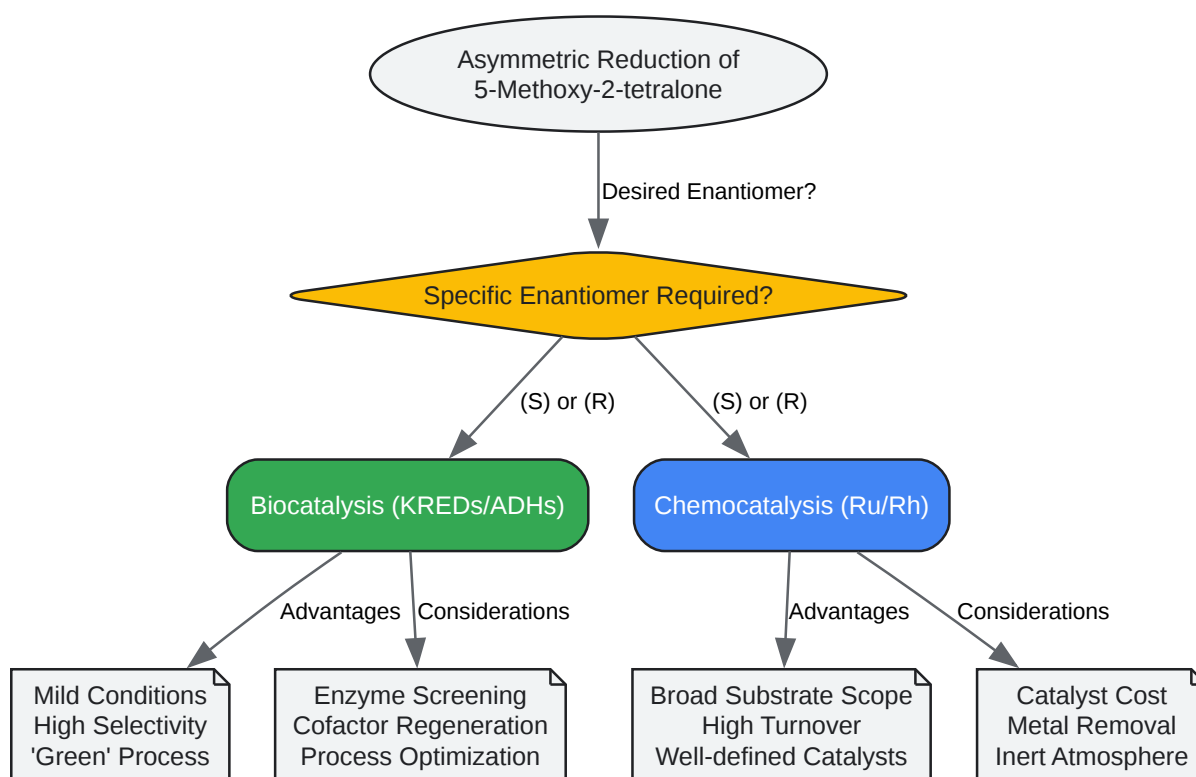 Asymmetric Reduction of
5-Methoxy-2-tetralone
Desired Enantiomer?
Specific Enantiomer Required?
(S) or (R)
(S) or (R)
Biocatalysis (KREDs/ADHs)
Chemocatalysis (Ru/Rh)
Advantages
Considerations
Advantages
Considerations
Mild Conditions
High Selectivity
'Green' Process
Enzyme Screening
Cofactor Regeneration
Process Optimization
Broad Substrate Scope
High Turnover
Well-defined Catalysts
Catalyst Cost
Metal Removal
Inert Atmosphere